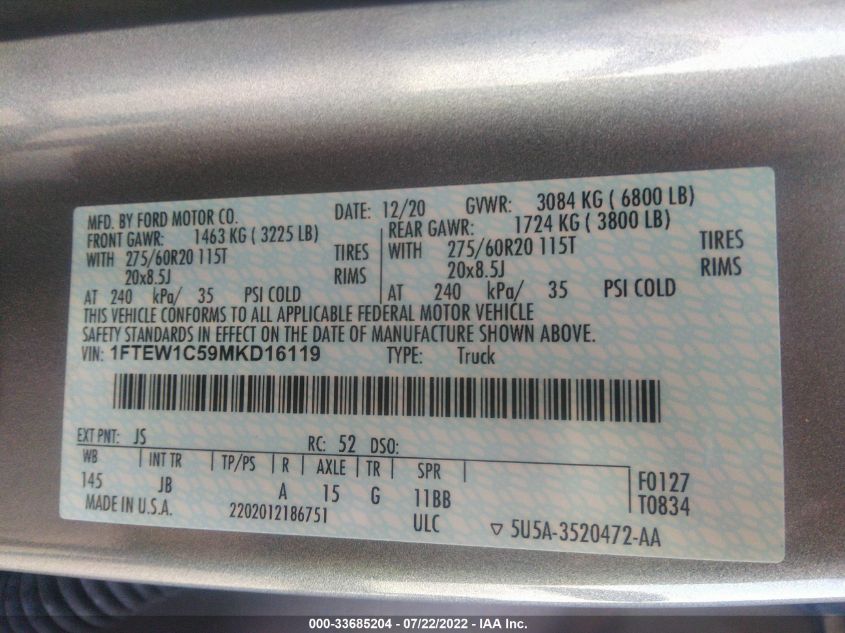 MFD. BY FORD MOTOR CO. DATE: 12/20 GVWR: 3084 KG ( 6800 LB)
FRONT GAWR: 1463 KG ( 3225 LB) REAR GAWR: 1724 KG ( 3800 LB)
WITH 275/60R20 115T TIRES WITH 275/60R20 115T TIRES
20x8.5J RIMS 20x8.5J RIMS
AT 240 kPa/ 35 PSI COLD AT 240 kPa/ 35 PSI COLD
THIS VEHICLE CONFORMS TO ALL APPLICABLE FEDERAL MOTOR VEHICLE
SAFETY STANDARDS IN EFFECT ON THE DATE OF MANUFACTURE SHOWN ABOVE.
VIN: 1FTEW1C59MKD16119 TYPE: Truck
EXT PNT: JS RC: 52 DSO:
WB INT TR TP/PS R AXLE TR SPR
145 JB A 15 G 11BB F0127
MADE IN U.S.A. 2202012186751 ULC T0834
▽ 5U5A-3520472-AA
000-33685204 - 07/22/2022 - IAA Inc.